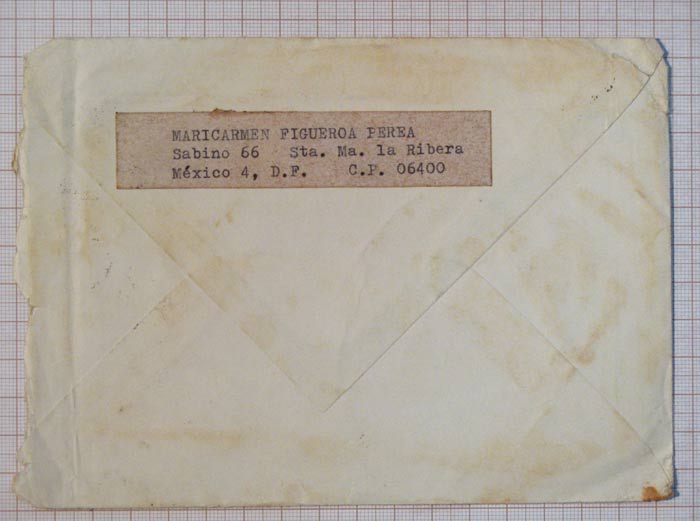 MARICARMEN FIGUEROA PEREA
Sabino 66 Sta. Ma. la Ribera
México 4, D.F. C.P. 06400